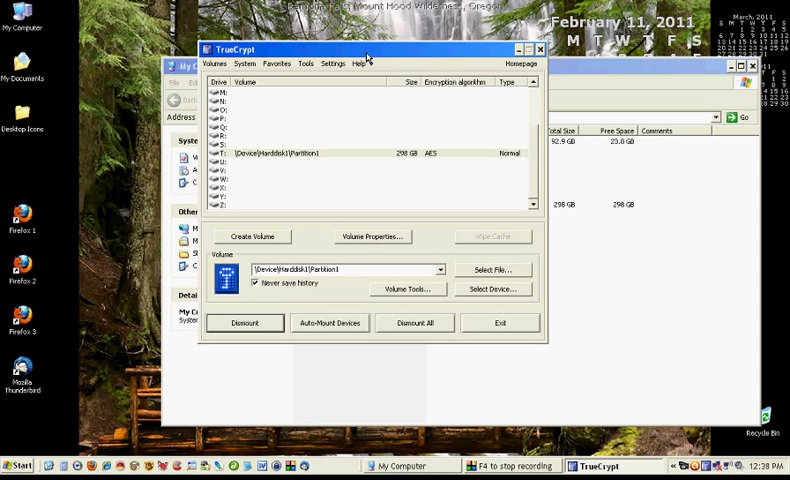 Ramona Falls, Mount Hood Wilderness, Oregon
My Computer
February 11, 2011
March, 2011
M T W T F S
TrueCrypt
Volumes System Favorites Tools Settings Help Homepage
Drive Volume Size Encryption algorithm Type
M:
N:
O:
P:
Q:
R:
S:
T: \Device\Harddisk1\Partition1 298 GB AES Normal
U:
V:
W:
X:
Y:
Z:
Create Volume Volume Properties... Wipe Cache
Volume
\Device\Harddisk1\Partition1 Select File...
Never save history
Volume Tools... Select Device...
Dismount Auto-Mount Devices Dismount All Exit
File
Back
Address Go
Total Size Free Space Comments
92.9 GB 23.0 GB
298 GB 298 GB
My Documents
Desktop Icons
Firefox 1
Firefox 2
Firefox 3
Mozilla
Thunderbird
Recycle Bin
Start My Computer F4 to stop recording TrueCrypt 12:38 PM